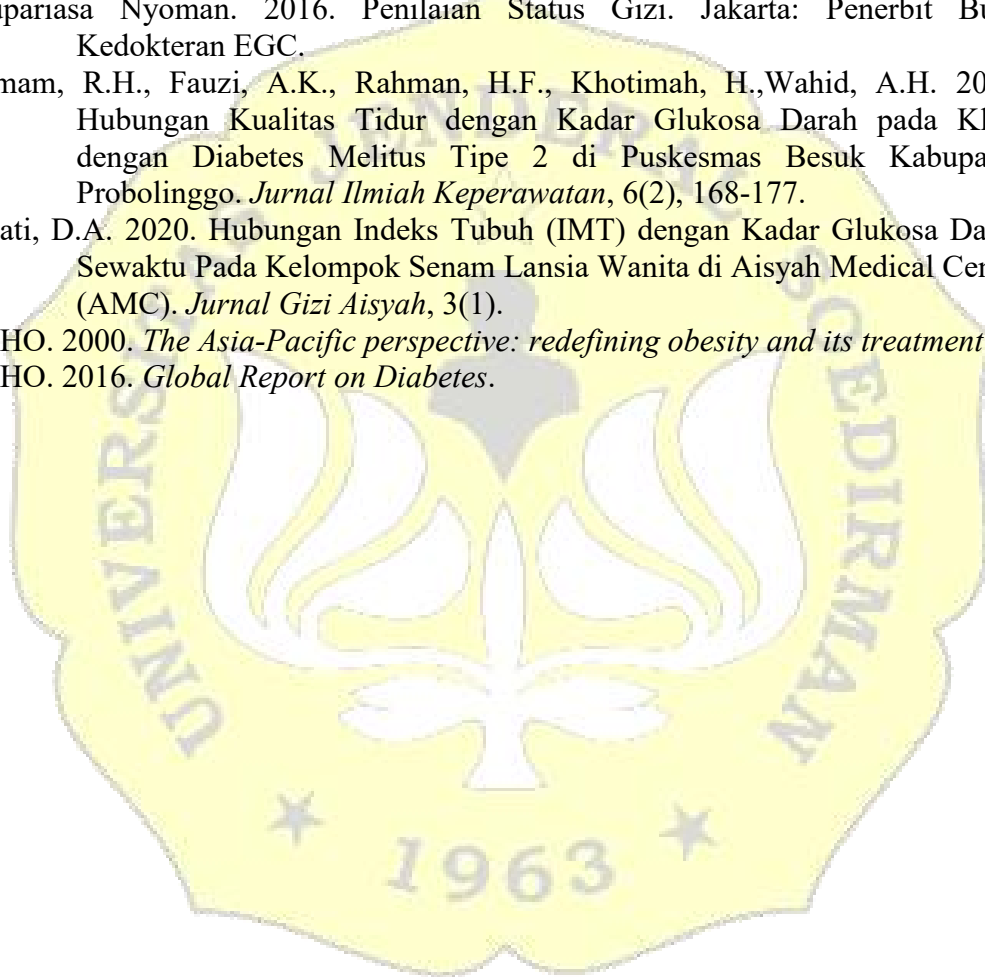 upariasa Nyoman. 2016. Penilaian Status Gizi. Jakarta: Penerbit Bu
Kedokteran EGC.
mam, R.H., Fauzi, A.K., Rahman, H.F., Khotimah, H.,Wahid, A.H. 20
Hubungan Kualitas Tidur dengan Kadar Glukosa Darah pada Kl
dengan Diabetes Melitus Tipe 2 di Puskesmas Besuk Kabupa
Probolinggo. Jurnal Ilmiah Keperawatan, 6(2), 168-177.
ati, D.A. 2020. Hubungan Indeks Tubuh (IMT) dengan Kadar Glukosa Da
Sewaktu Pada Kelompok Senam Lansia Wanita di Aisyah Medical Cen
(AMC). Jurnal Gizi Aisyah, 3(1).
HO. 2000. The Asia-Pacific perspective: redefining obesity and its treatment
HO. 2016. Global Report on Diabetes.
UNIVERSITAS JENDERAL SOEDIRMAN
1963